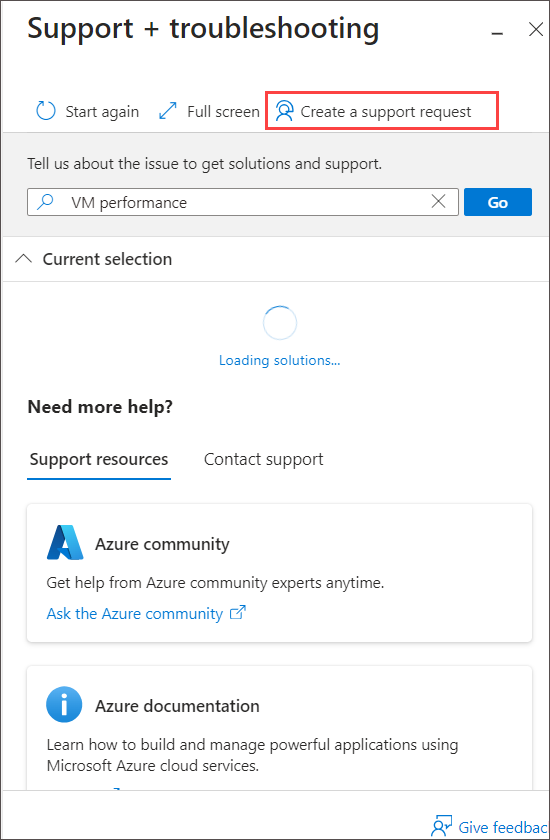 Support + troubleshooting
Start again
Full screen
Create a support request
Tell us about the issue to get solutions and support.
VM performance
Go
Current selection
Loading solutions...
Need more help?
Support resources
Contact support
Azure community
Get help from Azure community experts anytime.
Ask the Azure community
Azure documentation
Learn how to build and manage powerful applications using
Microsoft Azure cloud services.
Give feedbac